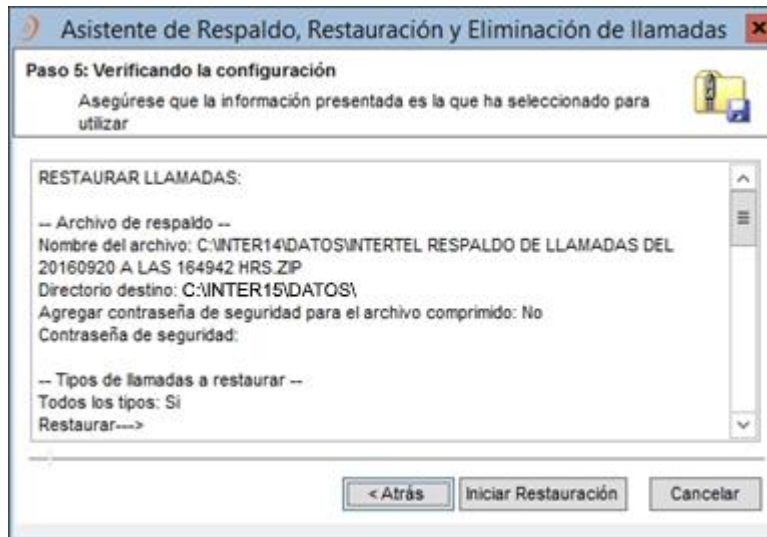 Asistente de Respaldo, Restauración y Eliminación de llamadas
Paso 5: Verificando la configuración
Asegúrese que la información presentada es la que ha seleccionado para
utilizar
RESTAURAR LLAMADAS:
-- Archivo de respaldo --
Nombre del archivo: C:\INTER14\DATOS\INTERTEL RESPALDO DE LLAMADAS DEL
20160920 A LAS 164942 HRS.ZIP
Directorio destino: C:\INTER15\DATOS\
Agregar contraseña de seguridad para el archivo comprimido: No
Contraseña de seguridad:
-- Tipos de llamadas a restaurar --
Todos los tipos: Si
Restaurar--->
< Atrás
Iniciar Restauración
Cancelar